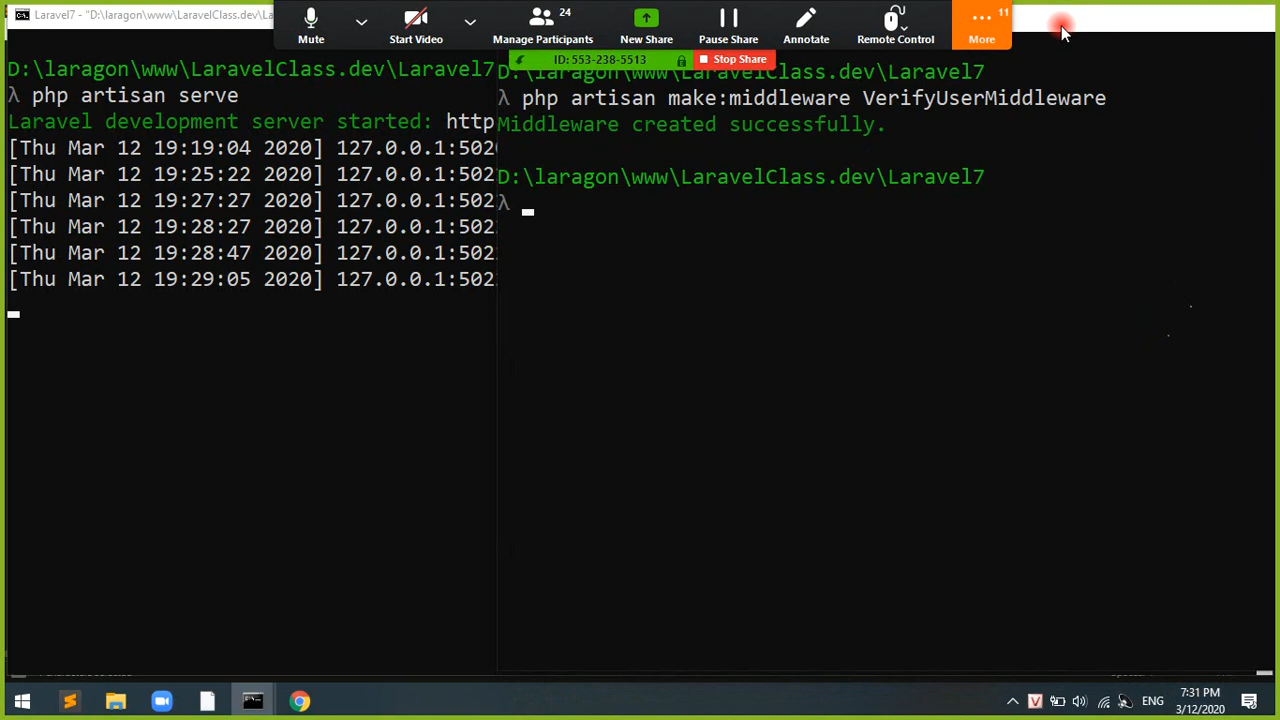 Laravel7 - "D:\laragon\www\LaravelClass.dev\La
Mute
Start Video
24
Manage Participants
New Share
Pause Share
Annotate
Remote Control
11
More
ID: 553-238-5513
Stop Share
D:\laragon\www\LaravelClass.dev\Laravel7
λ php artisan serve
Laravel development server started: http
[Thu Mar 12 19:19:04 2020] 127.0.0.1:502
[Thu Mar 12 19:25:22 2020] 127.0.0.1:502
[Thu Mar 12 19:27:27 2020] 127.0.0.1:502
[Thu Mar 12 19:28:27 2020] 127.0.0.1:502
[Thu Mar 12 19:28:47 2020] 127.0.0.1:502
[Thu Mar 12 19:29:05 2020] 127.0.0.1:502
D:\laragon\www\LaravelClass.dev\Laravel7
λ php artisan make:middleware VerifyUserMiddleware
Middleware created successfully.
D:\laragon\www\LaravelClass.dev\Laravel7
λ
V
ENG
7:31 PM
3/12/2020